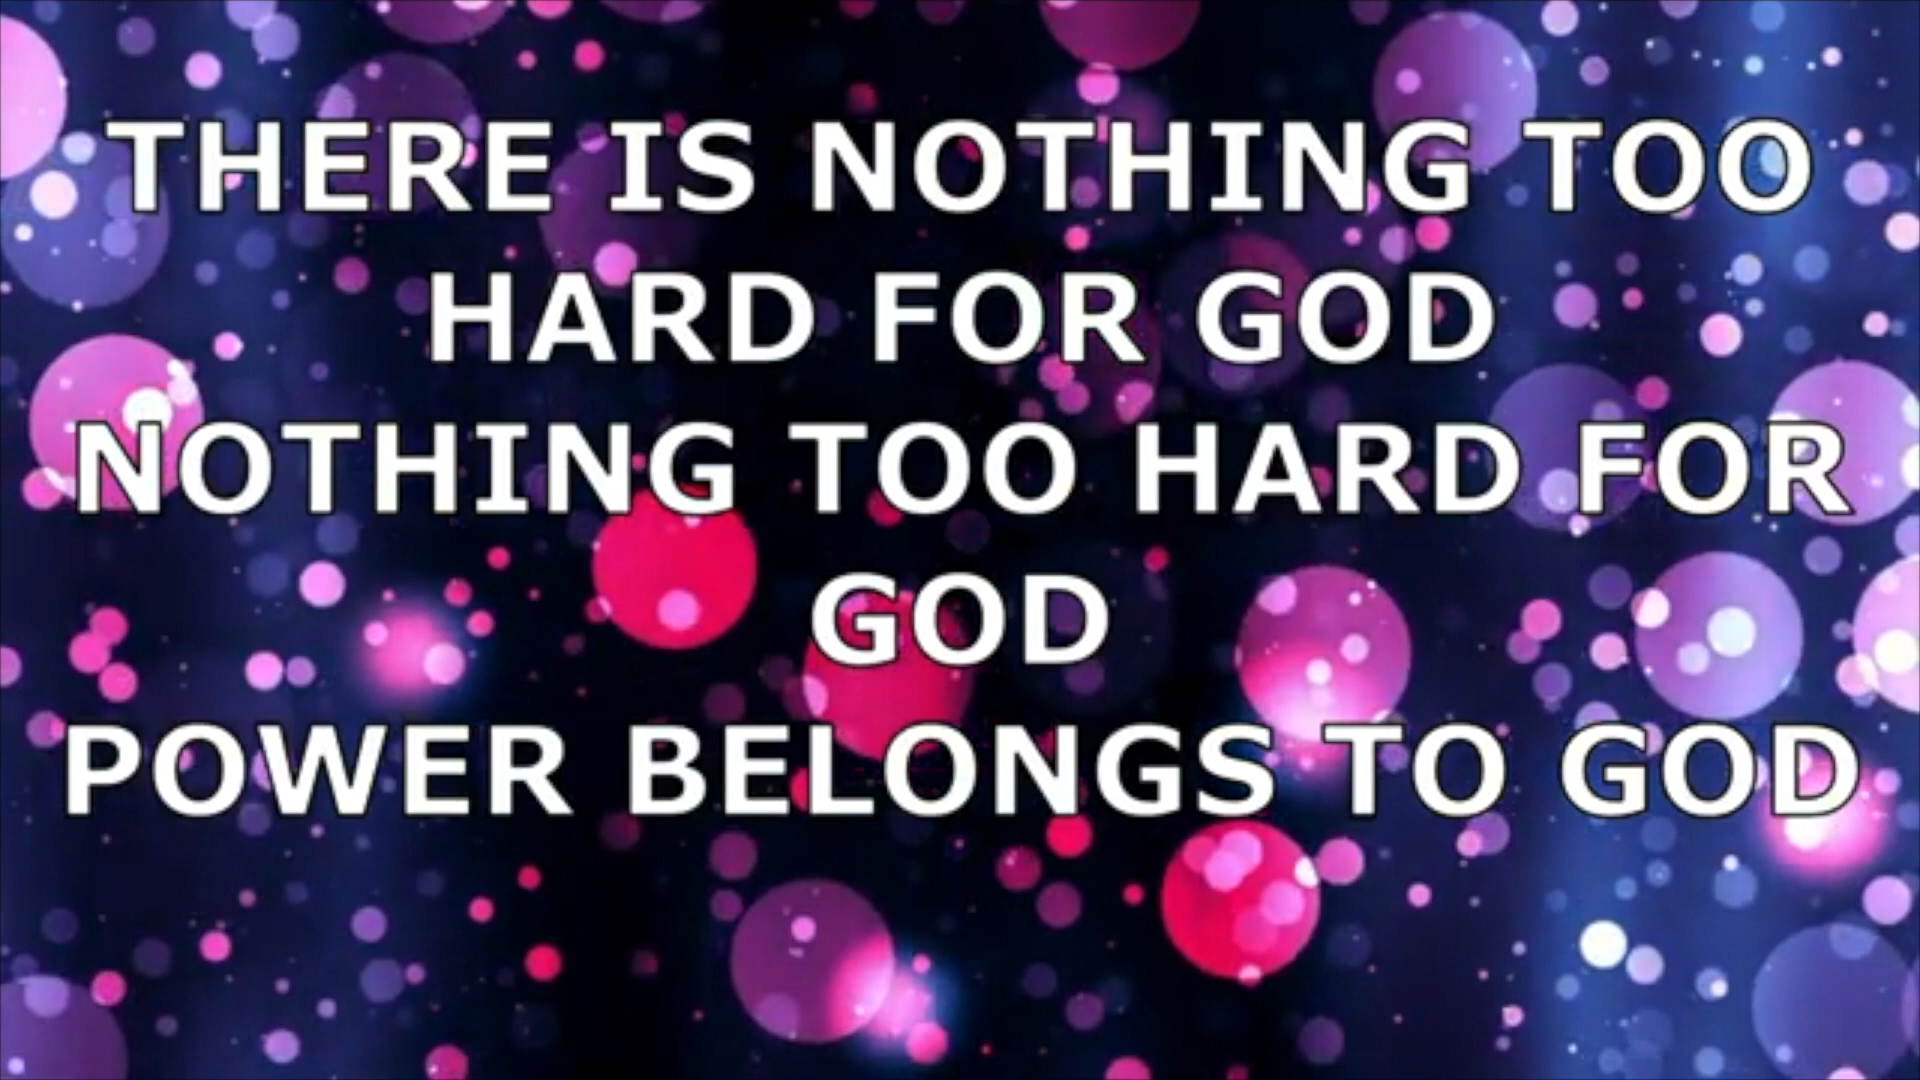 THERE IS NOTHING TOO
HARD FOR GOD
NOTHING TOO HARD FOR
GOD
POWER BELONGS TO GOD